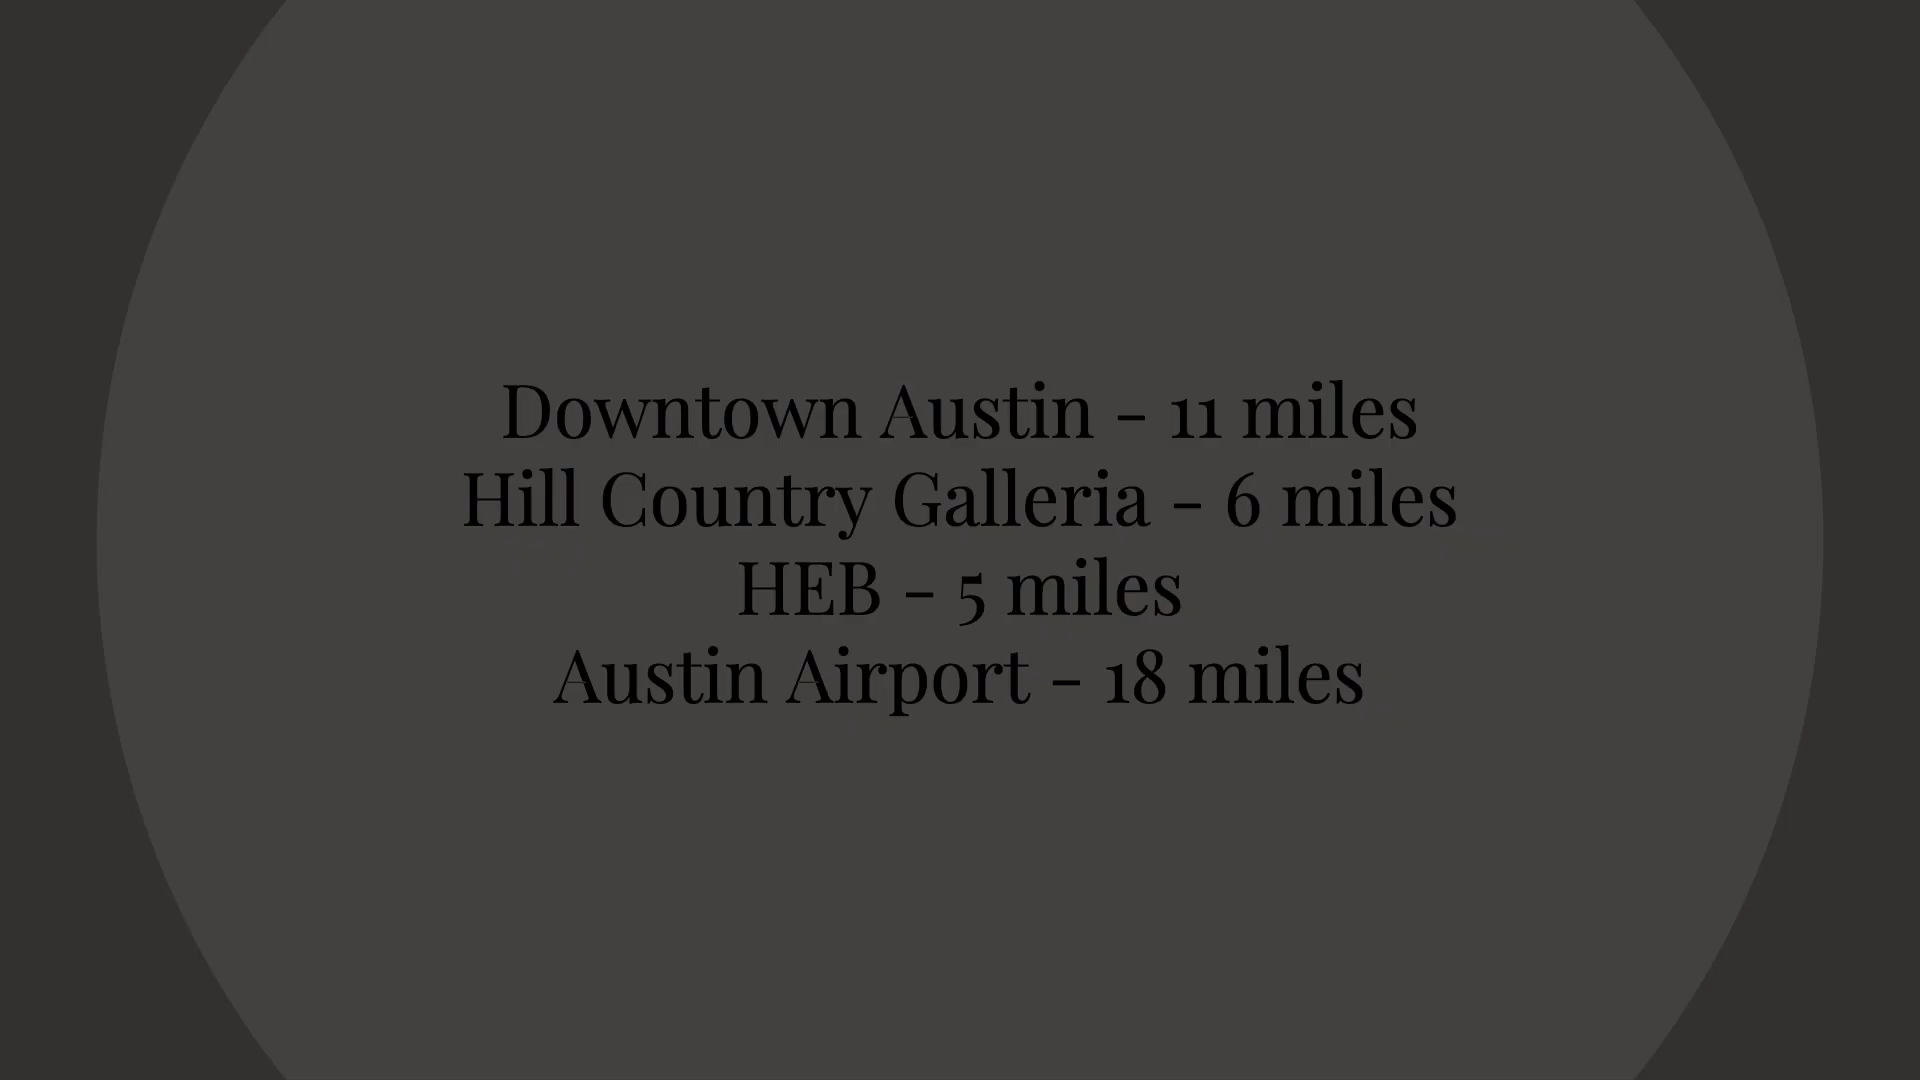 Downtown Austin - 11 miles
Hill Country Galleria - 6 miles
HEB - 5 miles
Austin Airport - 18 miles